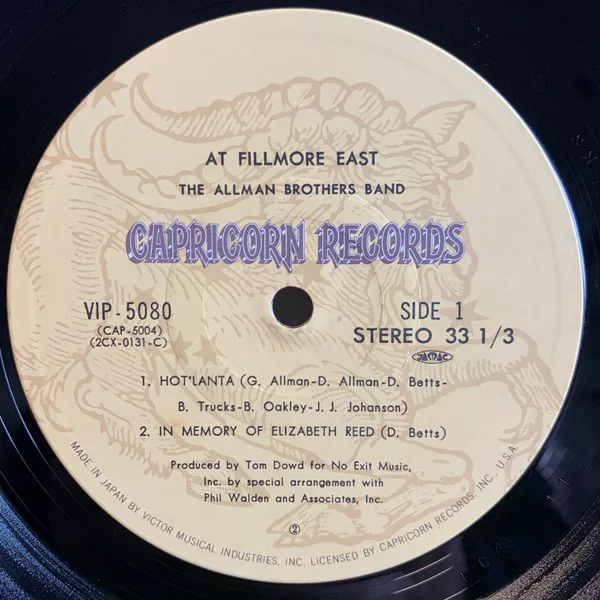 AT FILLMORE EAST
THE ALLMAN BROTHERS BAND
CAPRICORN RECORDS
VIP-5080
(CAP-5004)
(2CX-0131-C)
SIDE 1
STEREO 33 1/3
JASRAC
1. HOT'LANTA (G. Allman-D. Allman-D. Betts-
B. Trucks-B. Oakley-J. J. Johanson)
2. IN MEMORY OF ELIZABETH REED (D. Betts)
Produced by Tom Dowd for No Exit Music,
Inc. by special arrangement with
Phil Walden and Associates, Inc.
②
MADE IN JAPAN BY VICTOR MUSICAL INDUSTRIES, INC. LICENSED BY CAPRICORN RECORDS, INC., U.S.A.